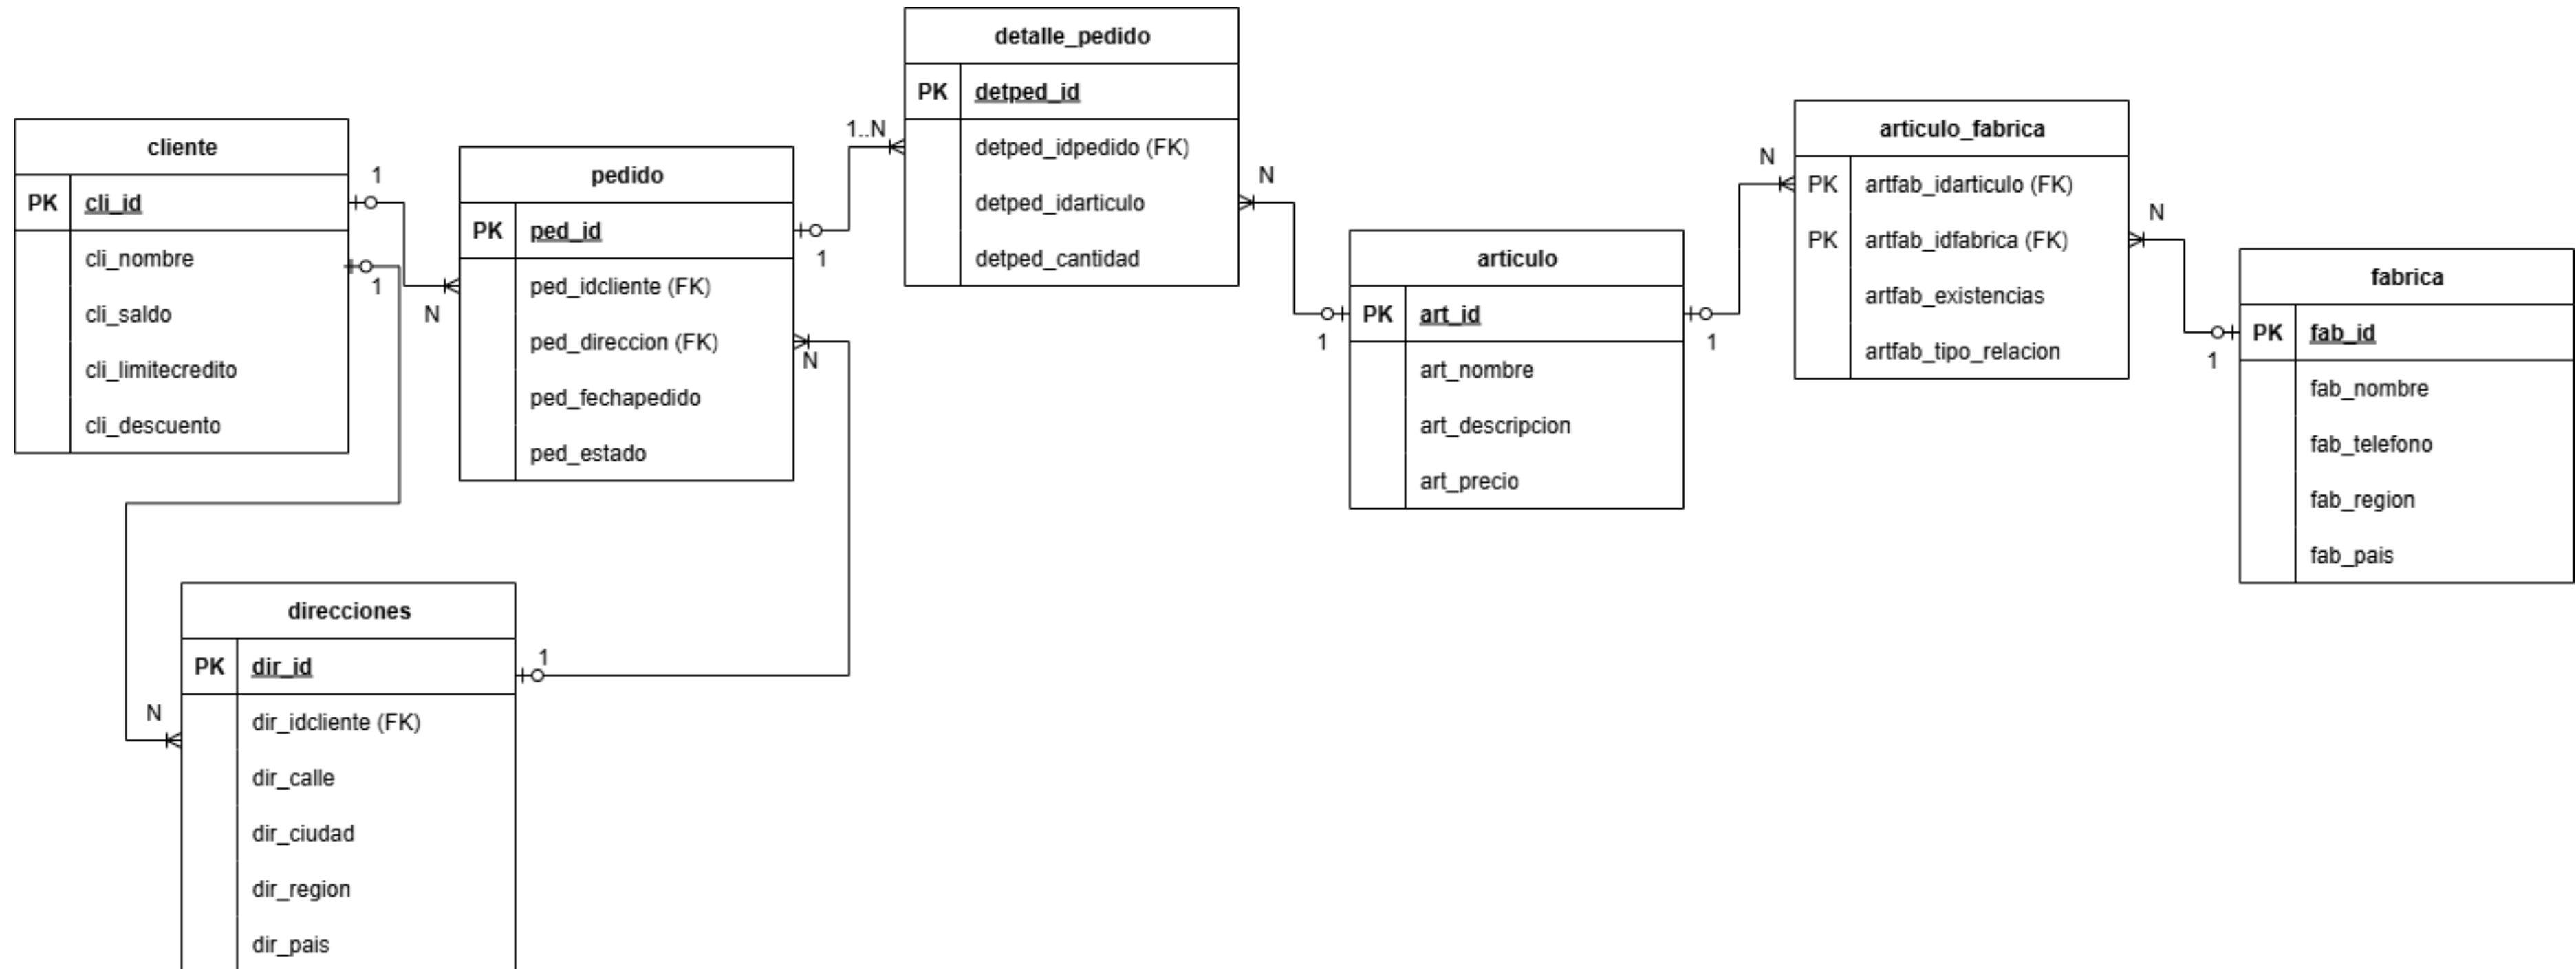 cliente
PK cli_id
cli_nombre
cli_saldo
cli_limitecredito
cli_descuento
1
1
N
pedido
PK ped_id
ped_idcliente (FK)
ped_direccion (FK)
ped_fechapedido
ped_estado
1
N
1..N
detalle_pedido
PK detped_id
detped_idpedido (FK)
detped_idarticulo
detped_cantidad
N
1
articulo
PK art_id
art_nombre
art_descripcion
art_precio
1
N
articulo_fabrica
PK artfab_idarticulo (FK)
PK artfab_idfabrica (FK)
artfab_existencias
artfab_tipo_relacion
N
1
fabrica
PK fab_id
fab_nombre
fab_telefono
fab_region
fab_pais
N
direcciones
PK dir_id
dir_idcliente (FK)
dir_calle
dir_ciudad
dir_region
dir_pais
1